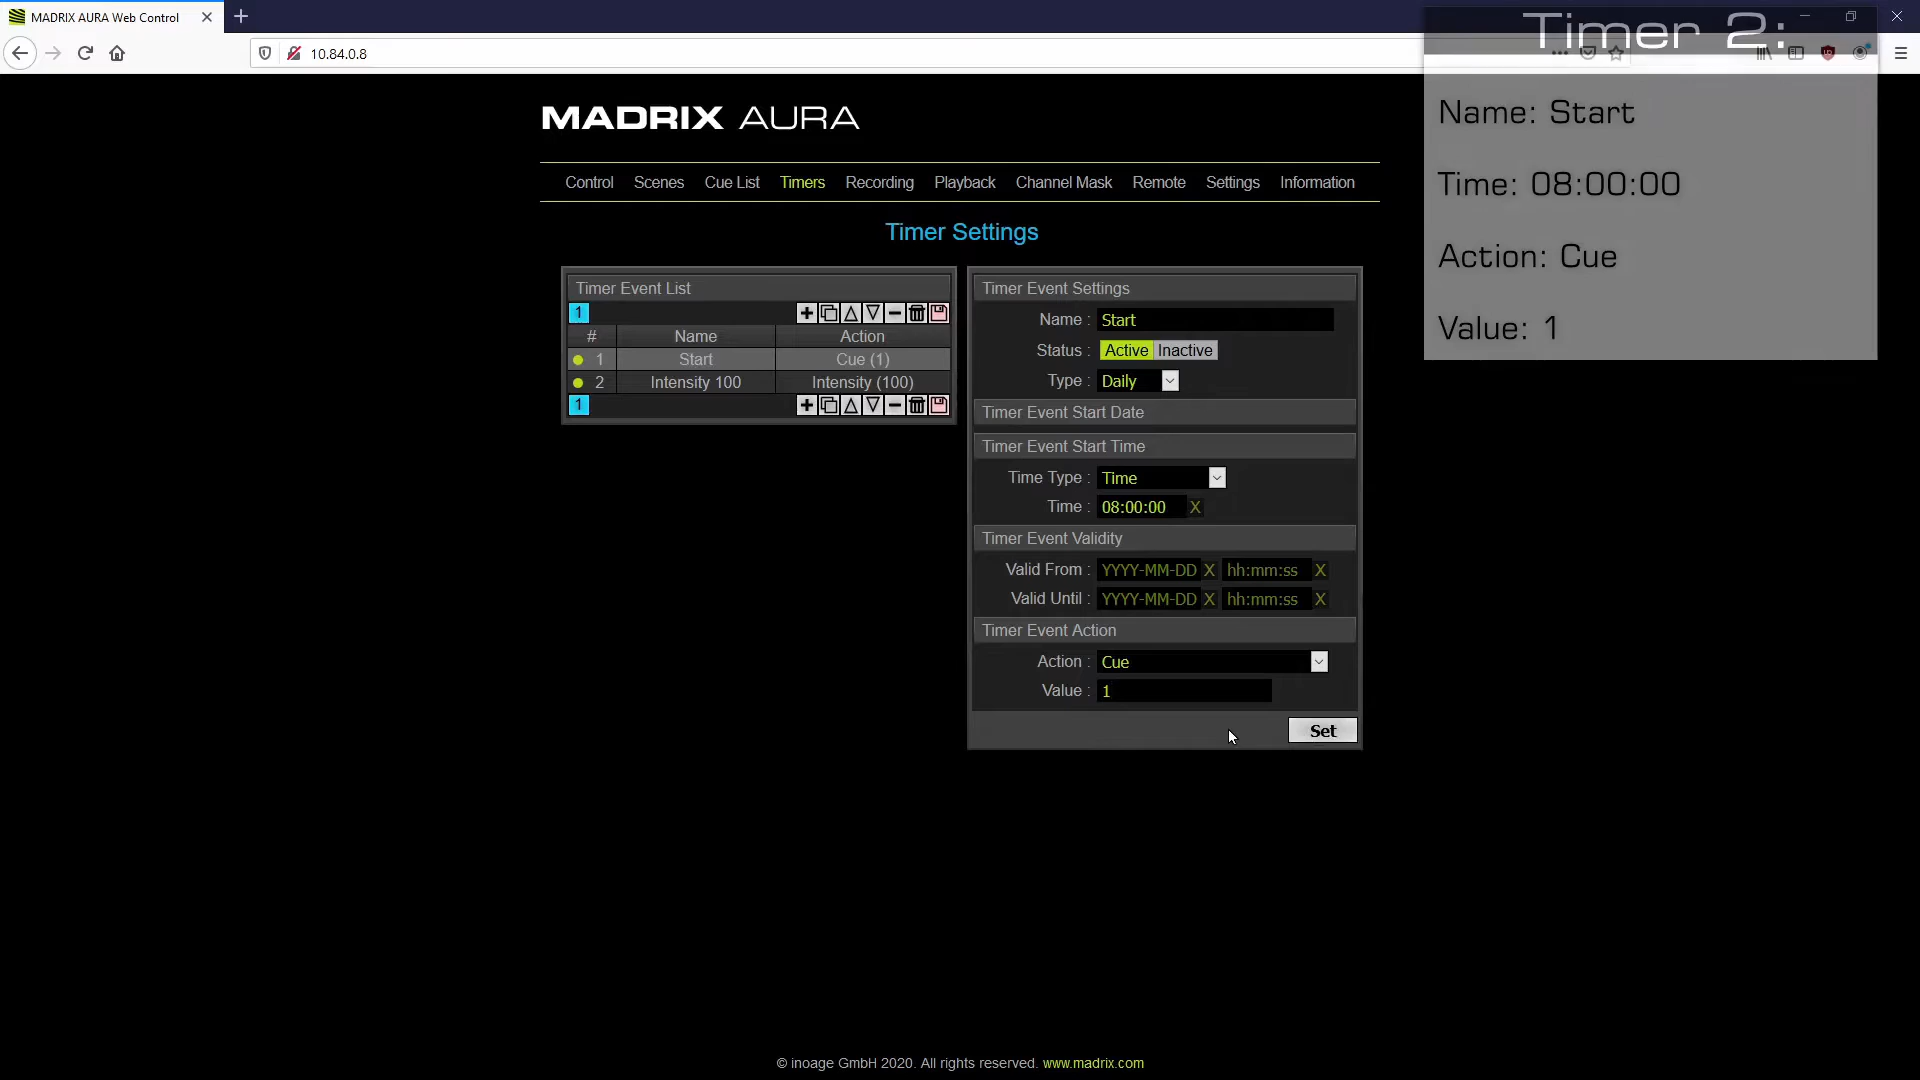 MADRIX AURA Web Control
10.84.0.8
Timer 2:
Name: Start
Time: 08:00:00
Action: Cue
Value: 1
MADRIX AURA
Control Scenes Cue List Timers Recording Playback Channel Mask Remote Settings Information
Timer Settings
Timer Event List
1
# Name Action
1 Start Cue (1)
2 Intensity 100 Intensity (100)
1
Timer Event Settings
Name : Start
Status : Active Inactive
Type : Daily
Timer Event Start Date
Timer Event Start Time
Time Type : Time
Time : 08:00:00 X
Timer Event Validity
Valid From : YYYY-MM-DD X hh:mm:ss X
Valid Until : YYYY-MM-DD X hh:mm:ss X
Timer Event Action
Action : Cue
Value : 1
Set
© inoage GmbH 2020. All rights reserved. www.madrix.com